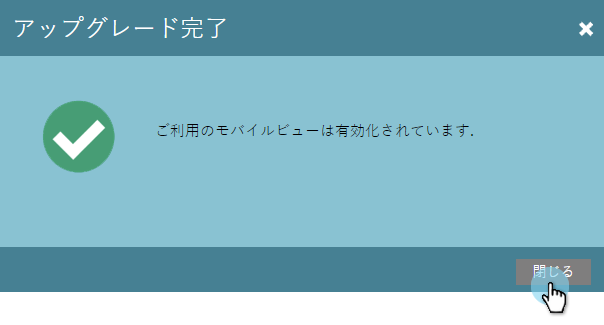 アップグレード完了
ご利用のモバイルビューは有効化されています.
閉じる